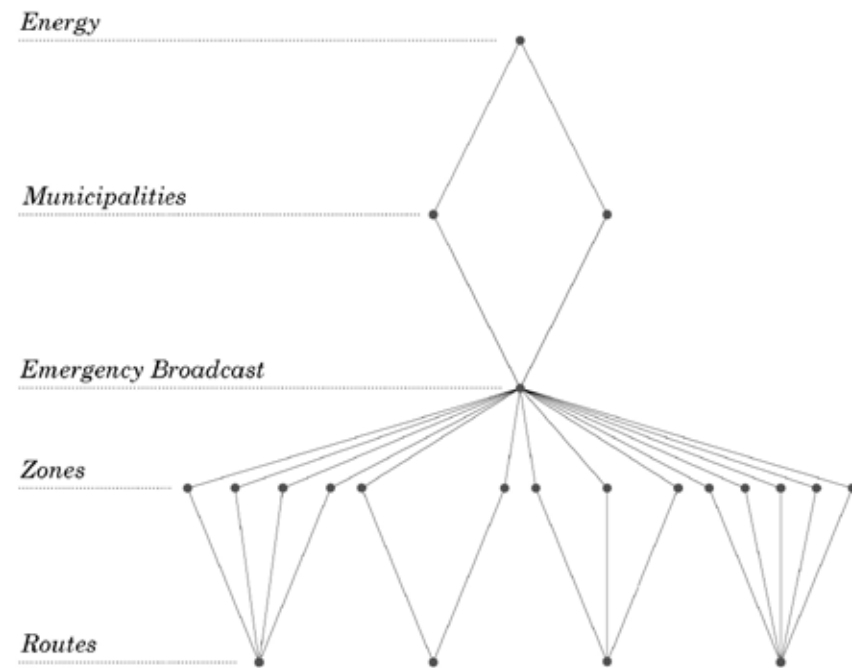 Energy
Municipalities
Emergency Broadcast
Zones
Routes